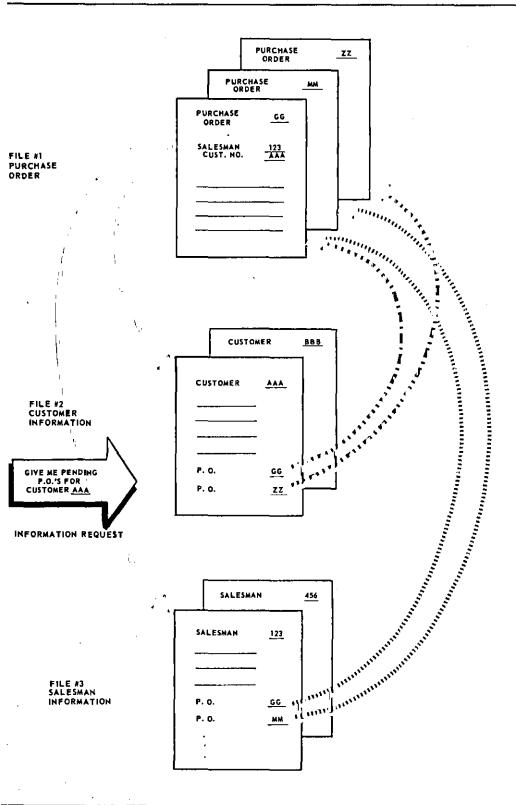 PURCHASE ZZ
ORDER
PURCHASE MM
ORDER
PURCHASE GG
ORDER
SALESMAN 123
CUST. NO. AAA
FILE #1
PURCHASE
ORDER
CUSTOMER BBB
CUSTOMER AAA
P. O. GG
P. O. ZZ
FILE #2
CUSTOMER
INFORMATION
GIVE ME PENDING
P.O.'S FOR
CUSTOMER AAA
INFORMATION REQUEST
SALESMAN 456
SALESMAN 123
P. O. GG
P. O. MM
FILE #3
SALESMAN
INFORMATION